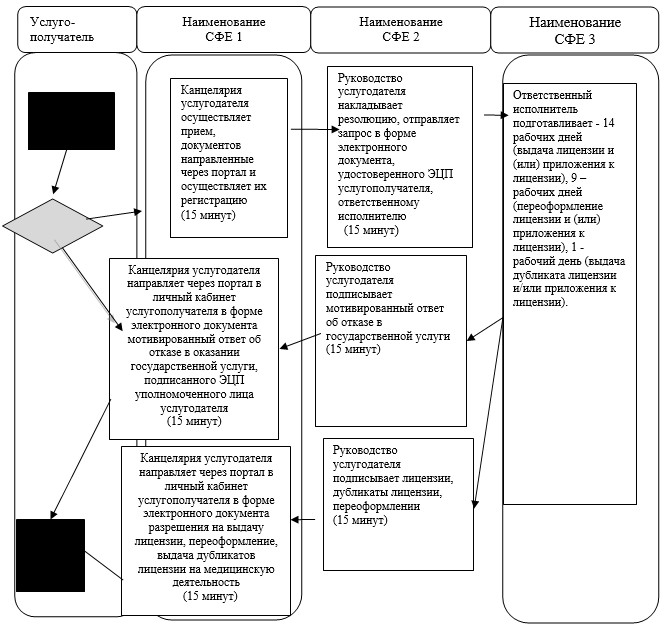 Услуго-
получатель
Наименование
СФЕ 1
Наименование
СФЕ 2
Наименование
СФЕ 3
Канцелярия
услугодателя
осуществляет
прием,
документов
направленные
через портал и
осуществляет их
регистрацию
(15 минут)
Руководство
услугодателя
накладывает
резолюцию, отправляет
запрос в форме
электронного
документа,
удостоверенного ЭЦП
услугополучателя,
ответственному
исполнителю
(15 минут)
Ответственный
исполнитель
подготавливает - 14
рабочих дней
(выдача лицензии и
(или) приложения к
лицензии), 9 –
рабочих дней
(переоформление
лицензии и (или)
приложения к
лицензии), 1 -
рабочий день (выдача
дубликата лицензии
и/или приложения к
лицензии).
Канцелярия услугодателя
направляет через портал в
личный кабинет
услугополучателя в форме
электронного документа
мотивированный ответ об
отказе в оказании
государственной услуги,
подписанного ЭЦП
уполномоченного лица
услугодателя
(15 минут)
Руководство
услугодателя
подписывает
мотивированный ответ
об отказе в
государственной услуги
(15 минут)
Канцелярия услугодателя
направляет через портал в
личный кабинет
услугополучателя в форме
электронного документа
разрешения на выдачу
лицензии, переоформление,
выдача дубликатов
лицензии на медицинскую
деятельность
(15 минут)
Руководство
услугодателя
подписывает лицензии,
дубликаты лицензии,
переоформлении
(15 минут)